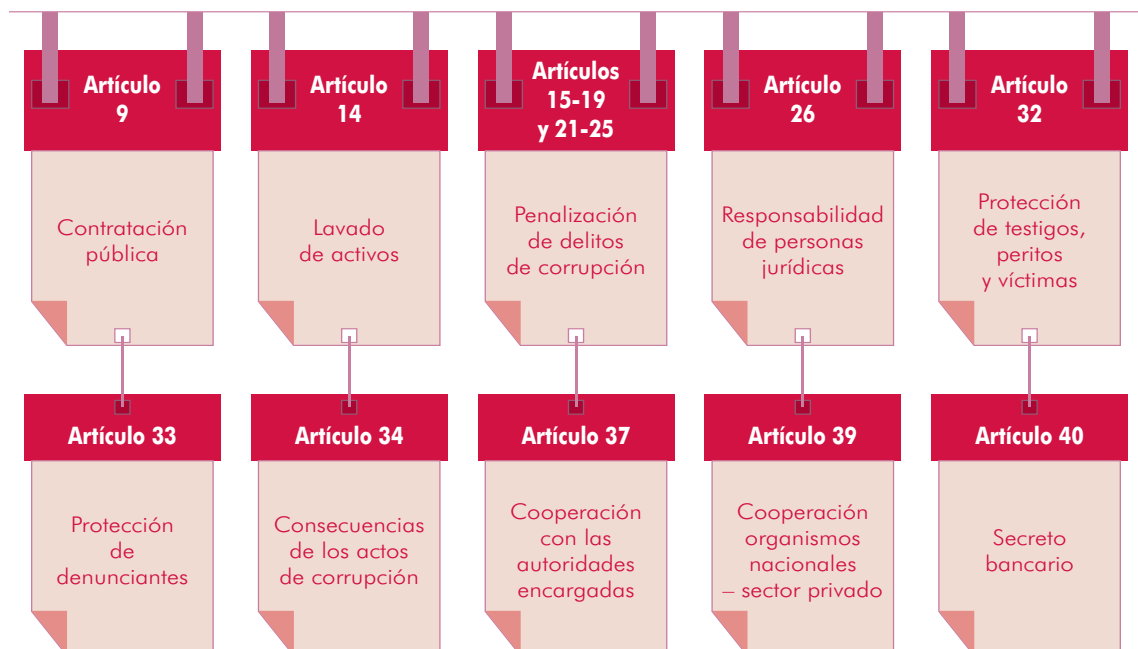 Artículo
9
Contratación
pública
Artículo
14
Lavado
de activos
Artículos
15-19
y 21-25
Penalización
de delitos
de corrupción
Artículo
26
Responsabilidad
de personas
jurídicas
Artículo
32
Protección
de testigos,
peritos
y víctimas
Artículo 33
Protección
de
denunciantes
Artículo 34
Consecuencias
de los actos
de corrupción
Artículo 37
Cooperación
con las
autoridades
encargadas
Artículo 39
Cooperación
organismos
nacionales
– sector privado
Artículo 40
Secreto
bancario